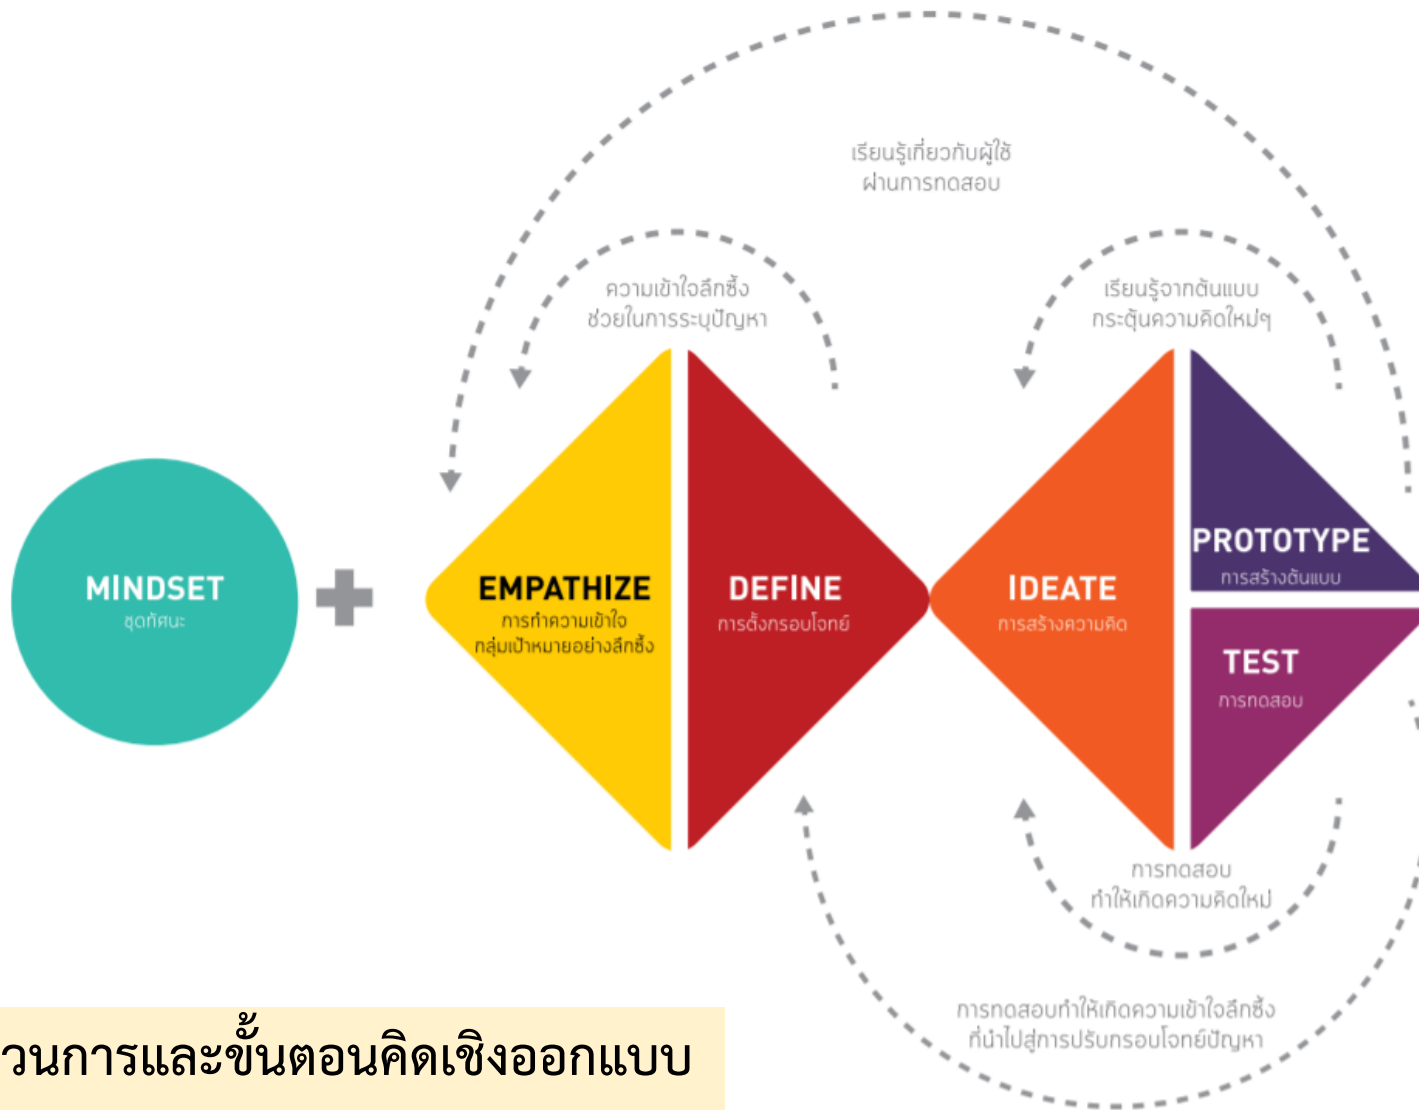 เรียนรู้เกี่ยวกับผู้ใช้
ผ่านการทดสอบ
ความเข้าใจลึกซึ้ง
ช่วยในการระบุปัญหา
เรียนรู้จากต้นแบบ
กระตุ้นความคิดใหม่ๆ
MINDSET
ชุดทัศนะ
EMPATHIZE
การทำความเข้าใจ
กลุ่มเป้าหมายอย่างลึกซึ้ง
DEFINE
การตั้งกรอบโจทย์
IDEATE
การสร้างความคิด
PROTOTYPE
การสร้างต้นแบบ
TEST
การทดสอบ
การทดสอบ
ทำให้เกิดความคิดใหม่
การทดสอบทำให้เกิดความเข้าใจลึกซึ้ง
ที่นำไปสู่การปรับกรอบโจทย์ปัญหา
วนการและขั้นตอนคิดเชิงออกแบบ